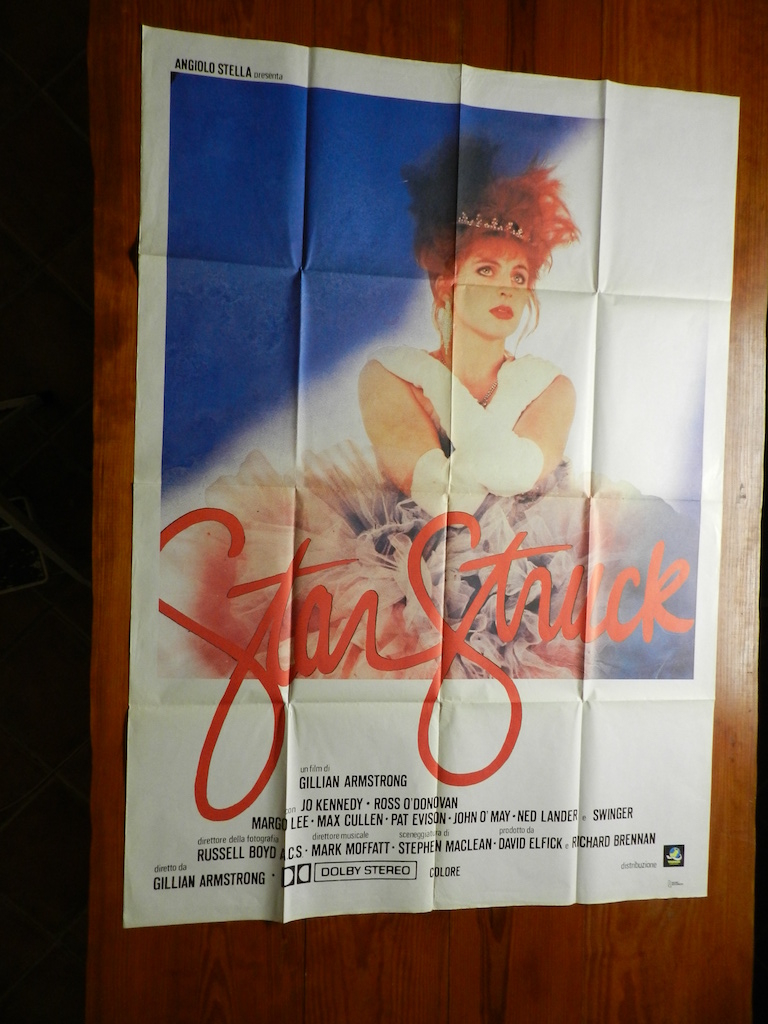 ANGIOLO STELLA presenta
Star Struck
un film di
GILLIAN ARMSTRONG
con JO KENNEDY · ROSS O'DONOVAN
MARGO LEE · MAX CULLEN · PAT EVISON · JOHN O'MAY · NED LANDER e SWINGER
direttore della fotografia direttore musicale sceneggiatura di prodotto da
RUSSELL BOYD A.C.S. · MARK MOFFATT · STEPHEN MACLEAN · DAVID ELFICK e RICHARD BRENNAN
diretto da
GILLIAN ARMSTRONG · DOLBY STEREO COLORE
distribuzione